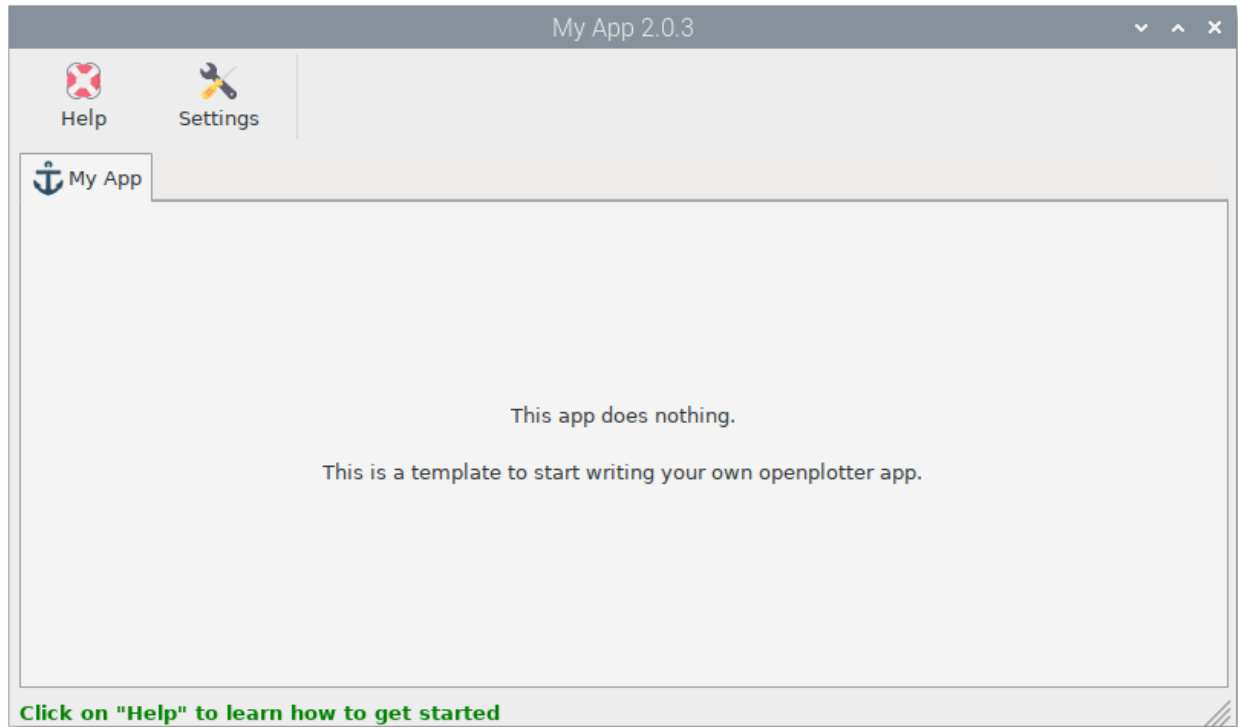 My App 2.0.3
Help
Settings
My App
This app does nothing.
This is a template to start writing your own openplotter app.
Click on "Help" to learn how to get started